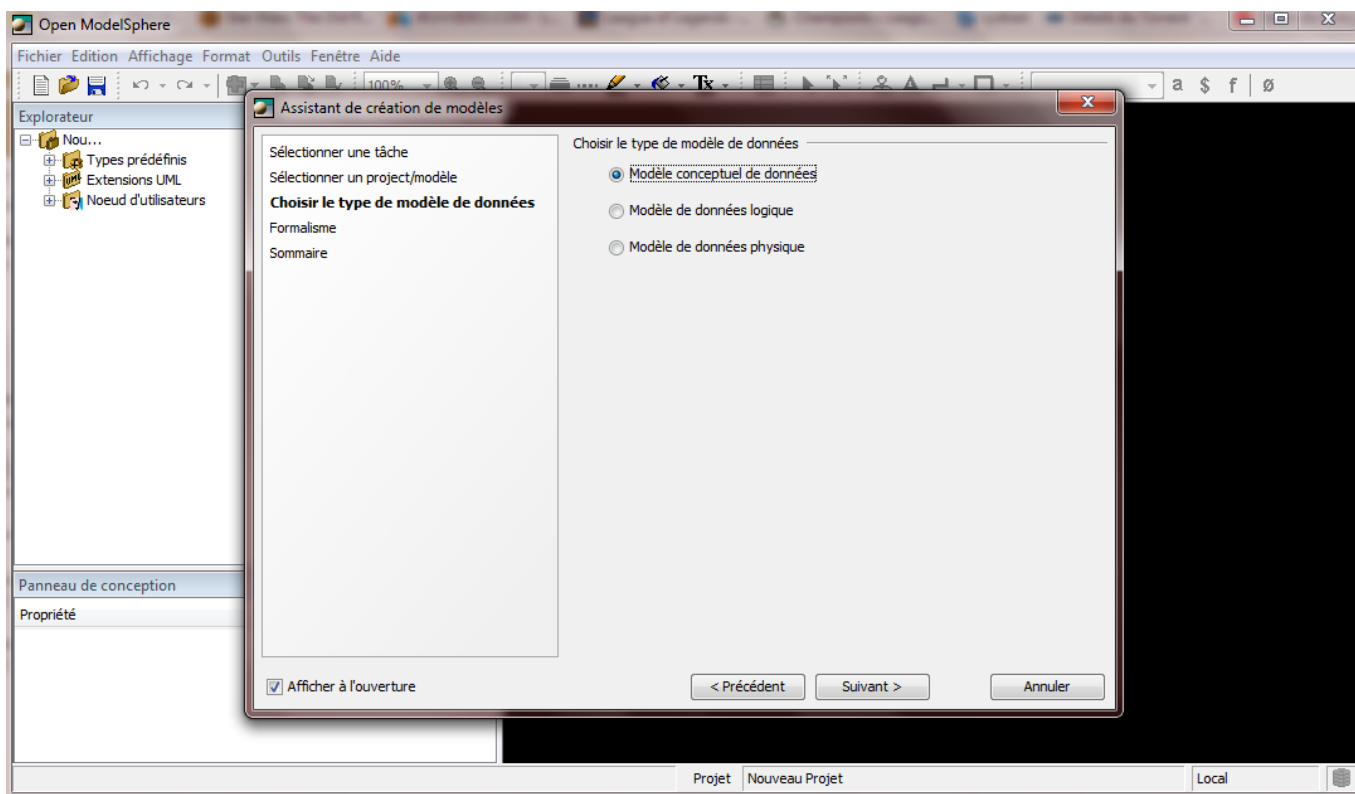 Open ModelSphere
Fichier Edition Affichage Format Outils Fenêtre Aide
100%
Tx
A
a $ f ø
Explorateur
Nou...
Types prédéfinis
Extensions UML
Noeud d'utilisateurs
Assistant de création de modèles
Sélectionner une tâche
Sélectionner un project/modèle
Choisir le type de modèle de données
Formalisme
Sommaire
Choisir le type de modèle de données
Modèle conceptuel de données
Modèle de données logique
Modèle de données physique
Panneau de conception
Propriété
Afficher à l'ouverture
< Précédent
Suivant >
Annuler
Projet Nouveau Projet
Local